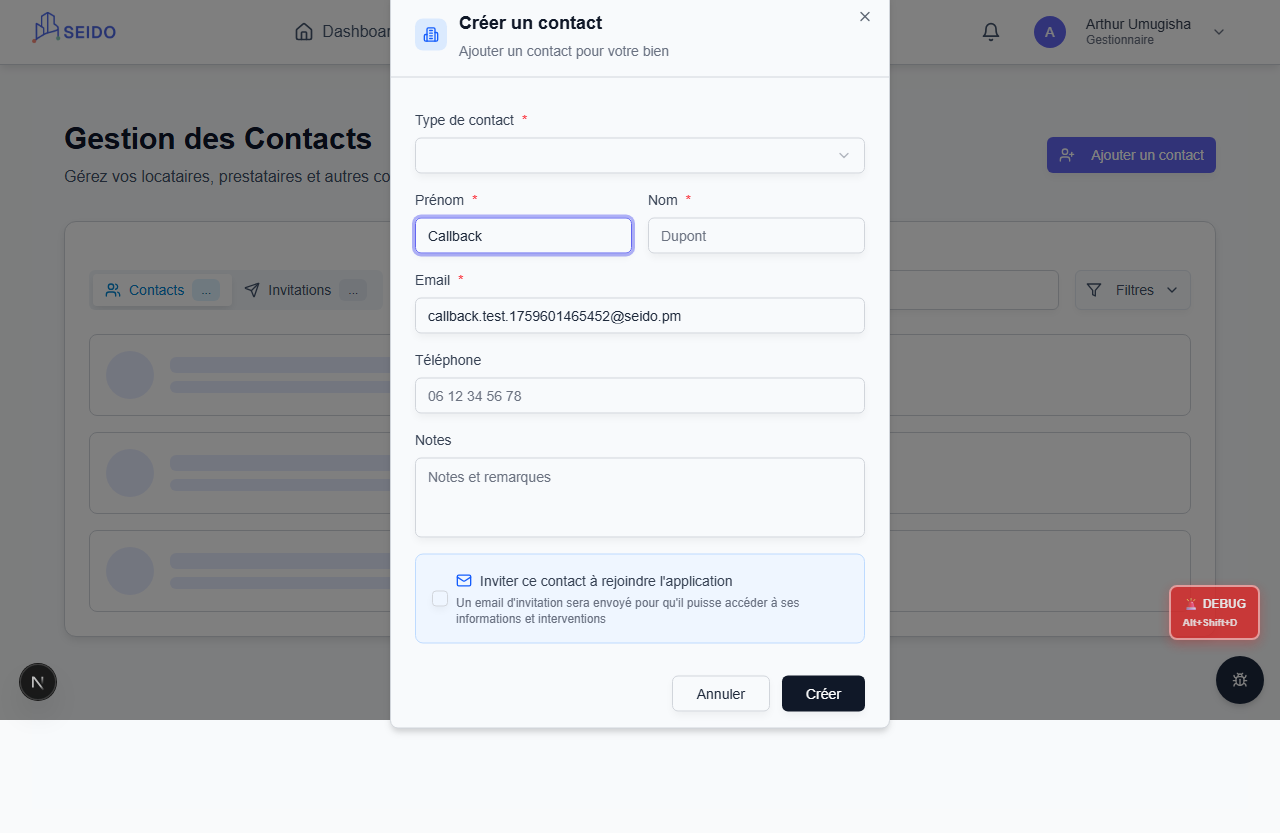 SEIDO
Dashboar
Créer un contact
Ajouter un contact pour votre bien
A
Arthur Umugisha
Gestionnaire
Gestion des Contacts
Gérez vos locataires, prestataires et autres co
Ajouter un contact
Type de contact *
Prénom * Nom *
Callback
Dupont
Email *
callback.test.1759601465452@seido.pm
Contacts ...
Invitations ...
Filtres
Téléphone
06 12 34 56 78
Notes
Notes et remarques
Inviter ce contact à rejoindre l'application
Un email d'invitation sera envoyé pour qu'il puisse accéder à ses
informations et interventions
DEBUG
Alt+Shift+D
N
Annuler
Créer